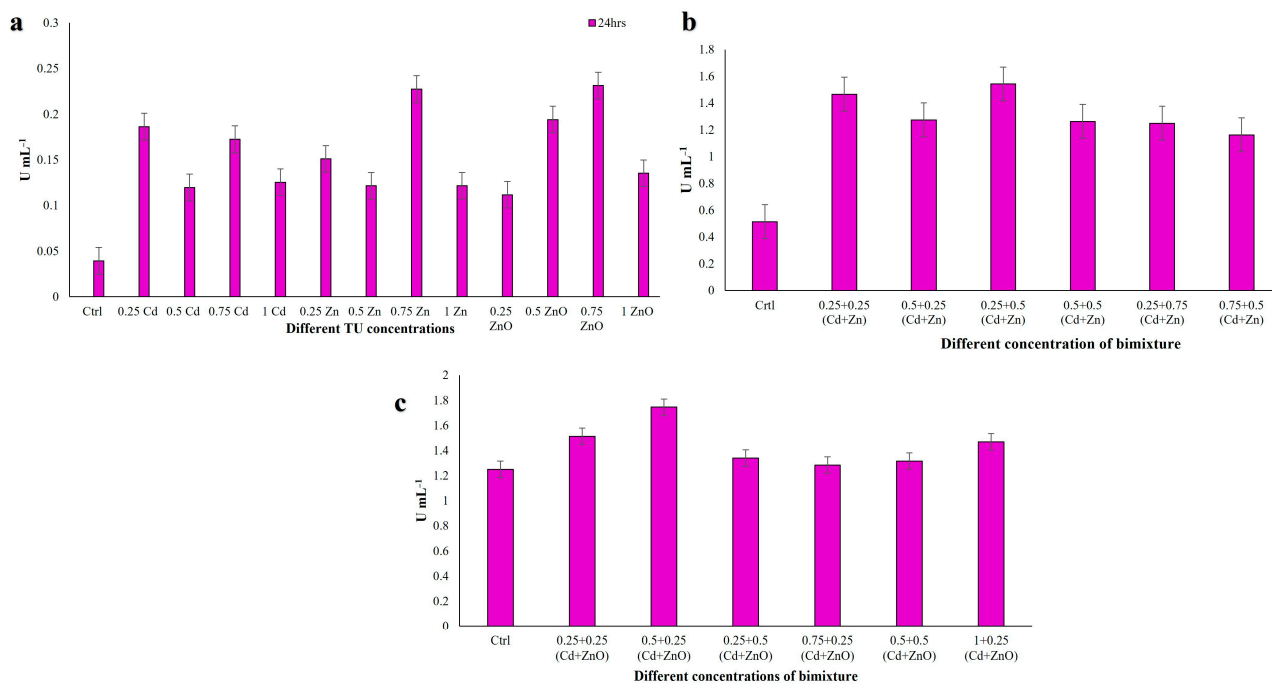 a
24hrs
0.3
0.25
0.2
0.15
0.1
0.05
0
U mL⁻¹
Ctrl 0.25 Cd 0.5 Cd 0.75 Cd 1 Cd 0.25 Zn 0.5 Zn 0.75 Zn 1 Zn 0.25 0.5 ZnO 0.75 1 ZnO
ZnO ZnO
Different TU concentrations
b
1.8
1.6
1.4
1.2
1
0.8
0.6
0.4
0.2
0
U mL⁻¹
Crtl 0.25+0.25 0.5+0.25 0.25+0.5 0.5+0.5 0.25+0.75 0.75+0.5
(Cd+Zn) (Cd+Zn) (Cd+Zn) (Cd+Zn) (Cd+Zn) (Cd+Zn)
Different concentration of bimixture
c
2
1.8
1.6
1.4
1.2
1
0.8
0.6
0.4
0.2
0
U mL⁻¹
Ctrl 0.25+0.25 0.5+0.25 0.25+0.5 0.75+0.25 0.5+0.5 1+0.25
(Cd+ZnO) (Cd+ZnO) (Cd+ZnO) (Cd+ZnO) (Cd+ZnO) (Cd+ZnO)
Different concentrations of bimixture